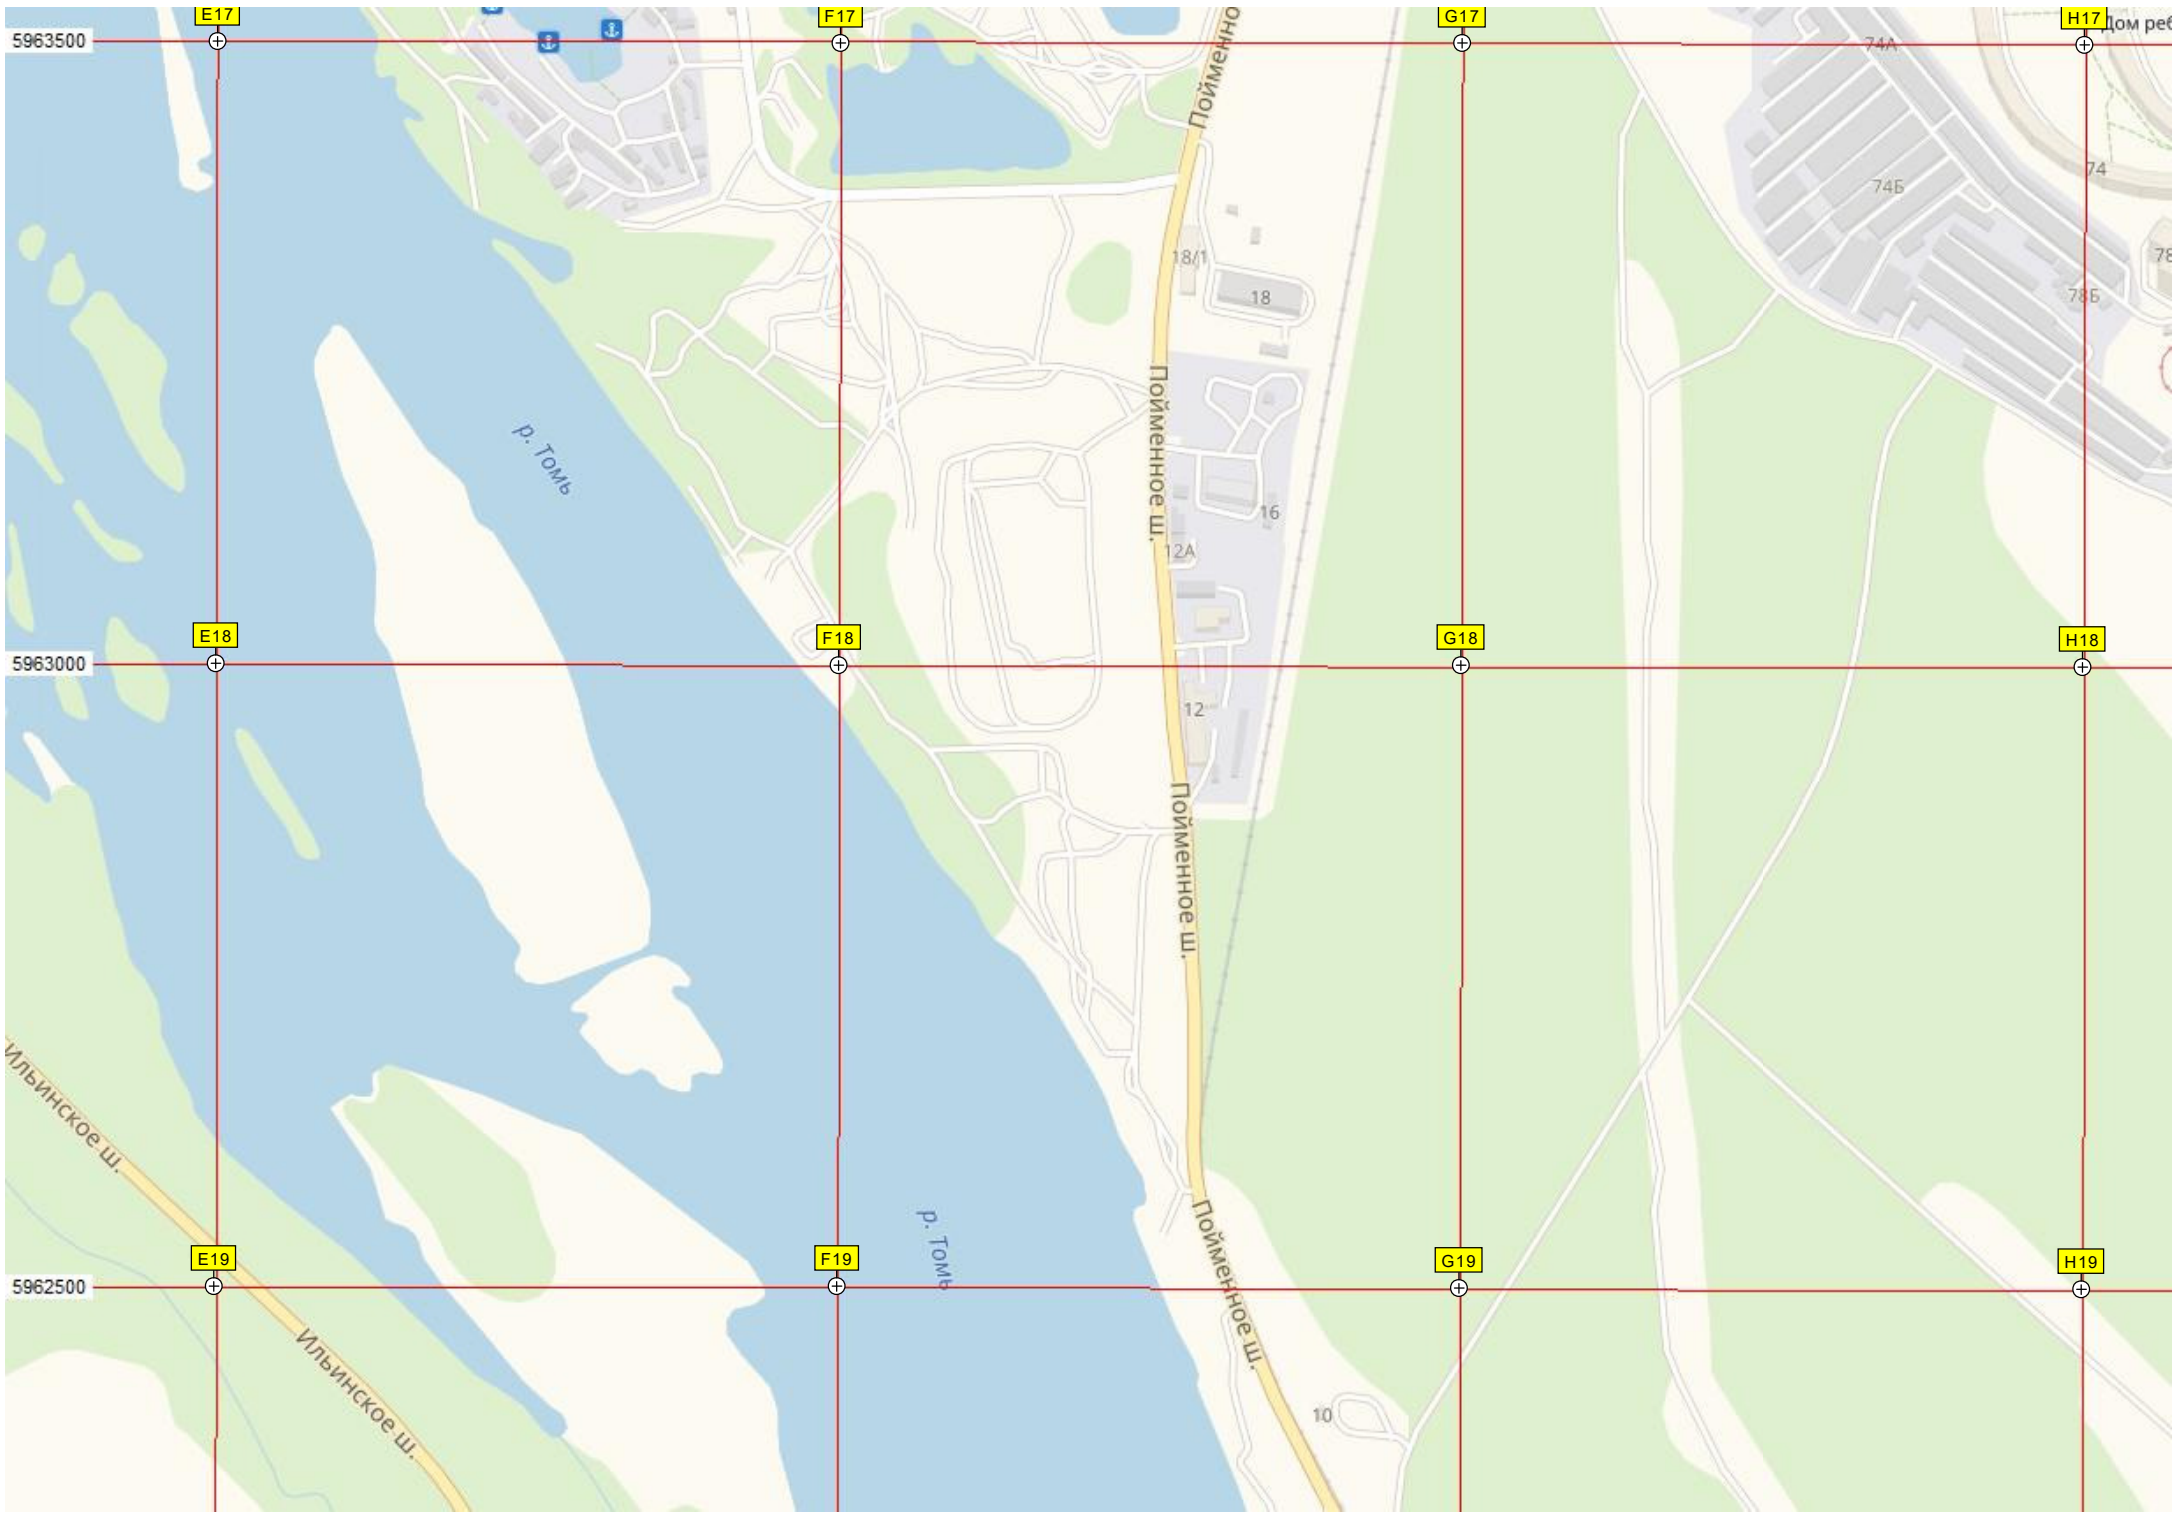 E17
F17
G17
H17
5963500
Дом реб
74А
Пойменно
74
74Б
18/1
78
18
78Б
Пойменное ш.
р. Томь
16
12А
E18
F18
G18
H18
5963000
12
Пойменное ш.
Ильинское ш.
Пойменное ш.
р. Томь
E19
F19
G19
H19
5962500
Ильинское ш.
10